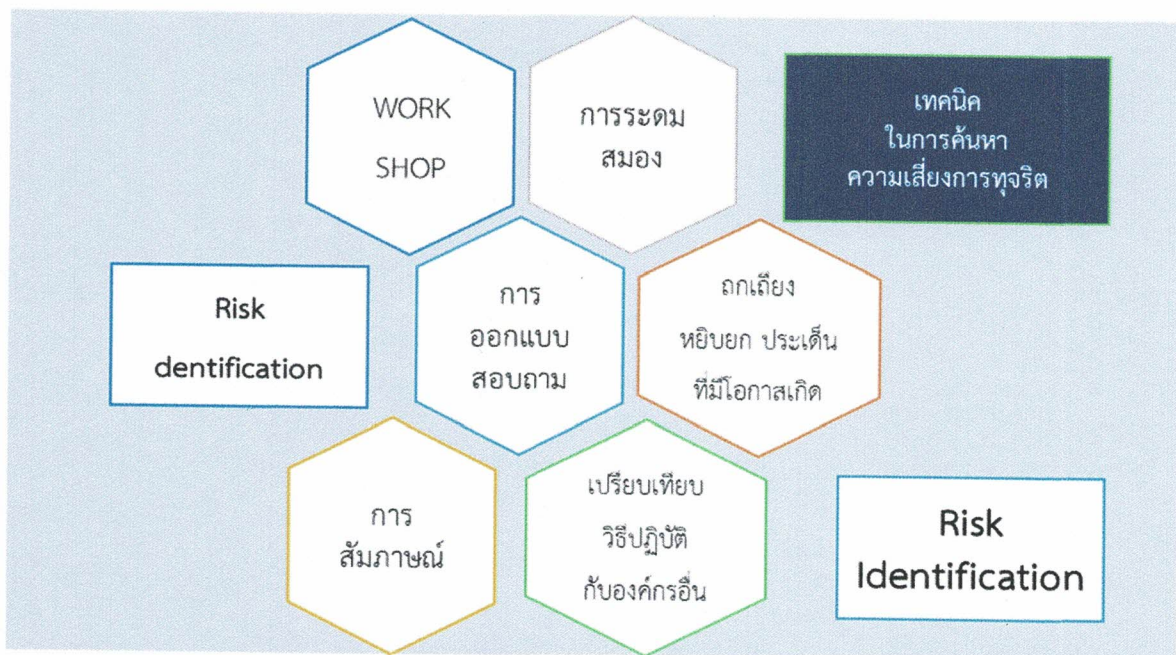 WORK
SHOP
การระดม
สมอง
เทคนิค
ในการค้นหา
ความเสี่ยงการทุจริต
Risk
dentification
การ
ออกแบบ
สอบถาม
ถกเถียง
หยิบยก ประเด็น
ที่มีโอกาสเกิด
การ
สัมภาษณ์
เปรียบเทียบ
วิธีปฏิบัติ
กับองค์กรอื่น
Risk
Identification